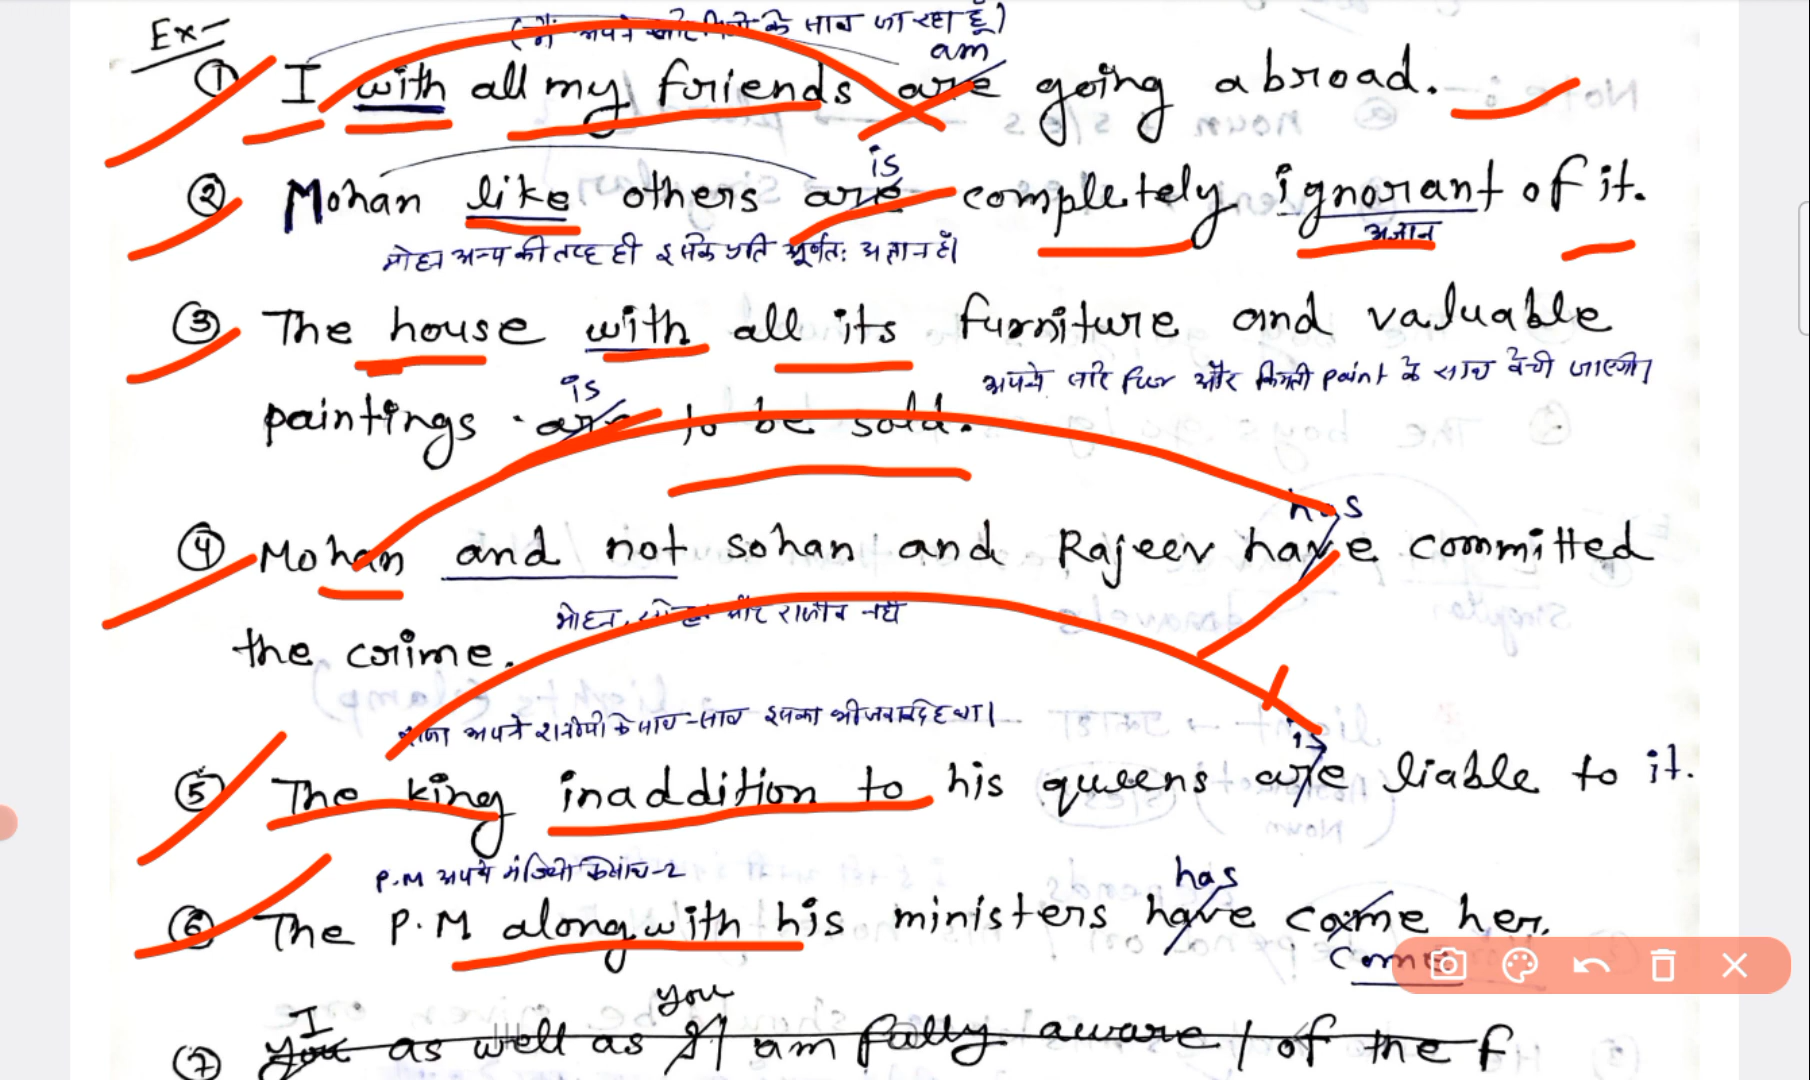 Ex-
के साथ जा रहा हूँ)
am
① I with all my friends are going abroad.
is
② Mohan like others are completely ignorant of it.
अजान
मोहन अन्य की तरह ही इसके प्रति पूर्णतः अज्ञान है।
③ The house with all its furniture and valuable
अपने सारे fur और किमती paint के साथ बेची जाएगी।
is
paintings are to be sold.
has
④ Mohan and not sohan and Rajeev have committed
मोहन, सोहन और राजीव नहीं
the crime.
राजा अपने रानीयों के साथ-साथ इसका भी जवाबदेह था।
is
⑤ The king inaddition to his queens are liable to it.
P.M अपने मंत्रियों के साथ-2
has
⑥ The P.M alongwith his ministers have came her.
come
you
I
⑦ you as well as I am fully aware of the f